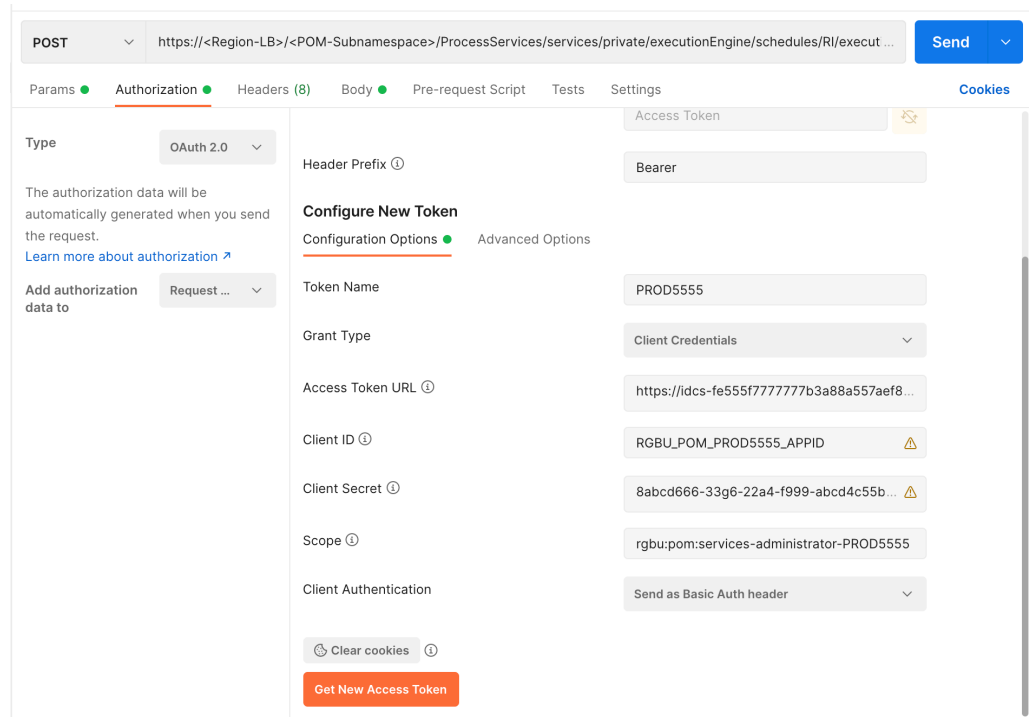 POST
https://<Region-LB>/<POM-Subnamespace>/ProcessServices/services/private/executionEngine/schedules/RI/execut ...
Send
Params
Authorization
Headers (8)
Body
Pre-request Script
Tests
Settings
Cookies
Type
OAuth 2.0
The authorization data will be
automatically generated when you send
the request.
Learn more about authorization ↗
Add authorization
data to
Request ...
Access Token
Header Prefix
Bearer
Configure New Token
Configuration Options
Advanced Options
Token Name
PROD5555
Grant Type
Client Credentials
Access Token URL
https://idcs-fe555f7777777b3a88a557aef8...
Client ID
RGBU_POM_PROD5555_APPID
Client Secret
8abcd666-33g6-22a4-f999-abcd4c55b...
Scope
rgbu:pom:services-administrator-PROD5555
Client Authentication
Send as Basic Auth header
Clear cookies
Get New Access Token